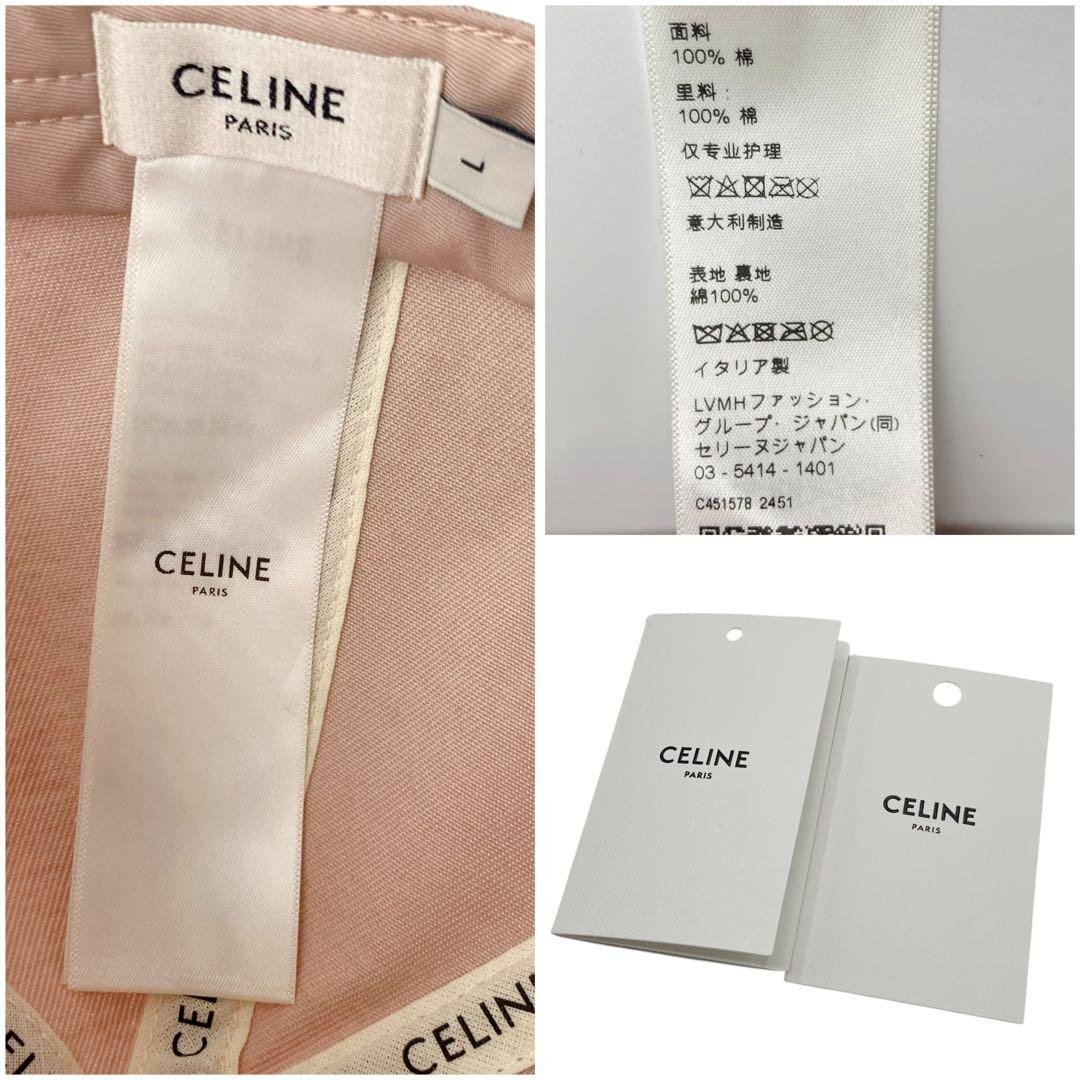 CELINE
PARIS
L
CELINE
PARIS
CEL
CELIN
面料
100% 棉
里料：
100% 棉
仅专业护理
意大利制造
表地 裏地
綿100%
イタリア製
LVMHファッション·
グループ· ジャパン(同)
セリーヌジャパン
03 - 5414 - 1401
C451578 2451
CELINE
PARIS
CELINE
PARIS